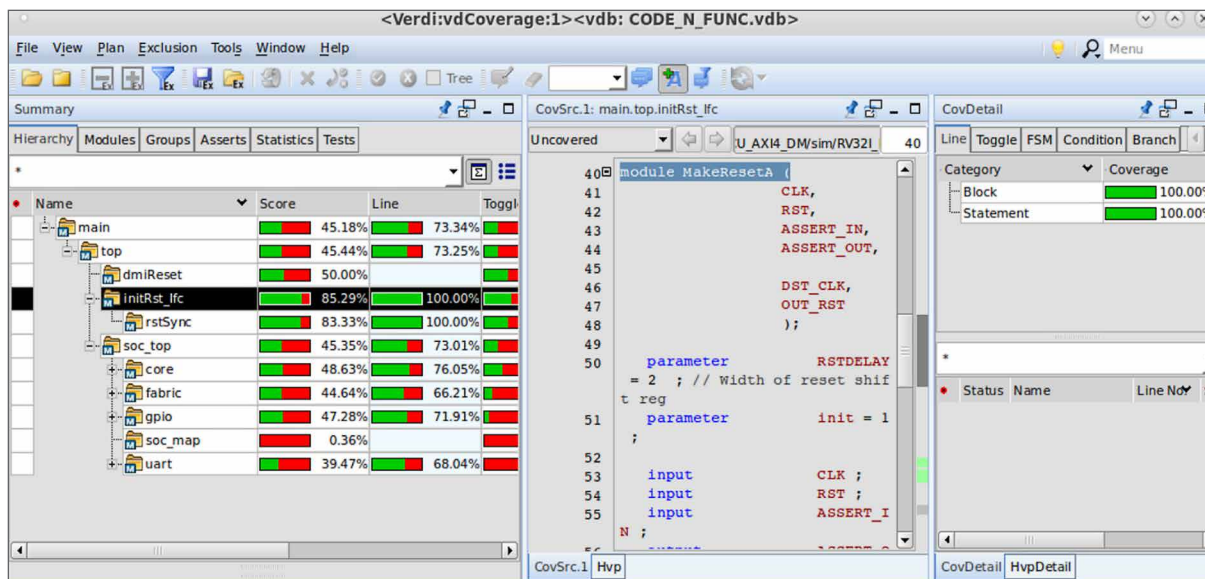 <Verdi:vdCoverage:1><vdb: CODE_N_FUNC.vdb>
File View Plan Exclusion Tools Window Help
Menu
Tree
Summary
Hierarchy Modules Groups Asserts Statistics Tests
*
Name Score Line Toggl
main 45.18% 73.34%
top 45.44% 73.25%
dmiReset 50.00%
initRst_Ifc 85.29% 100.00%
rstSync 83.33% 100.00%
soc_top 45.35% 73.01%
core 48.63% 76.05%
fabric 44.64% 66.21%
gpio 47.28% 71.91%
soc_map 0.36%
uart 39.47% 68.04%
CovSrc.1: main.top.initRst_Ifc
Uncovered :U_AXI4_DM/sim/RV32I_ 40
40 module MakeResetA (
41 CLK,
42 RST,
43 ASSERT_IN,
44 ASSERT_OUT,
45
46 DST_CLK,
47 OUT_RST
48 );
49
50 parameter RSTDELAY
= 2 ; // Width of reset shif
t reg
51 parameter init = 1
;
52
53 input CLK ;
54 input RST ;
55 input ASSERT_I
N ;
CovSrc.1 Hvp
CovDetail
Line Toggle FSM Condition Branch
Category Coverage
Block 100.00%
Statement 100.00%
*
Status Name Line No
CovDetail HvpDetail